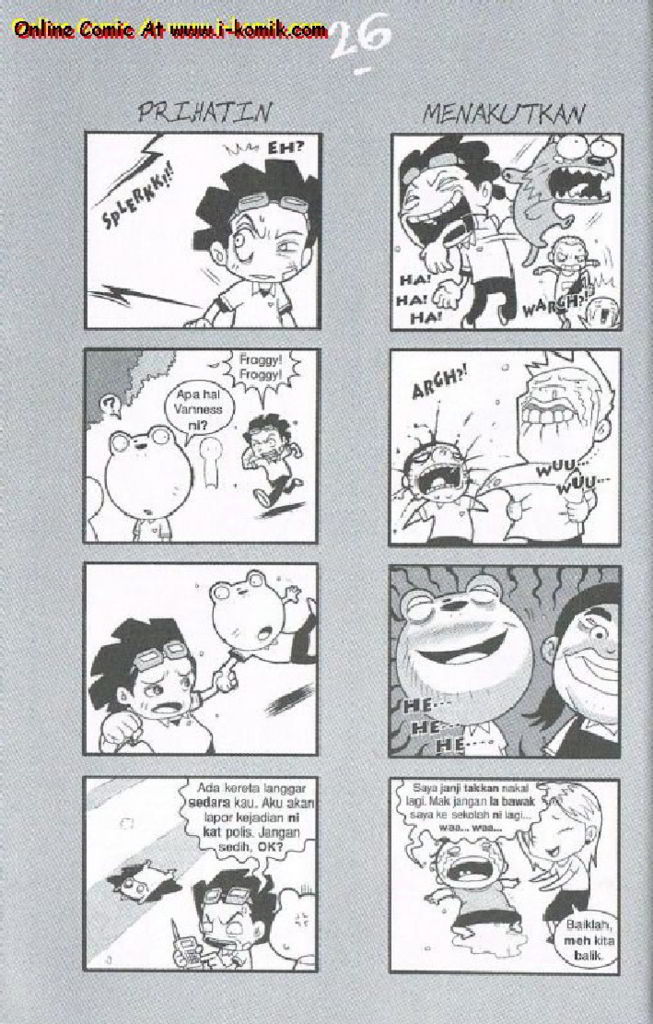 Online Comic At www.i-komik.com
26
PRIHATIN
EH?
SPLERKK!!
Froggy!
Froggy!
Apa hal
Vanness
ni?
?
Ada kereta langgar
sedara kau. Aku akan
lapor kejadian ni
kat polis. Jangan
sedih, OK?
MENAKUTKAN
HA!
HA!
HA!
WARGH?!
ARGH?!
WUU...
WUU...
HE...
HE...
HE...
Saya janji takkan nakal
lagi. Mak jangan la bawak
saya ke sekolah ni lagi...
waa... waa...
Baiklah,
meh kita
balik.